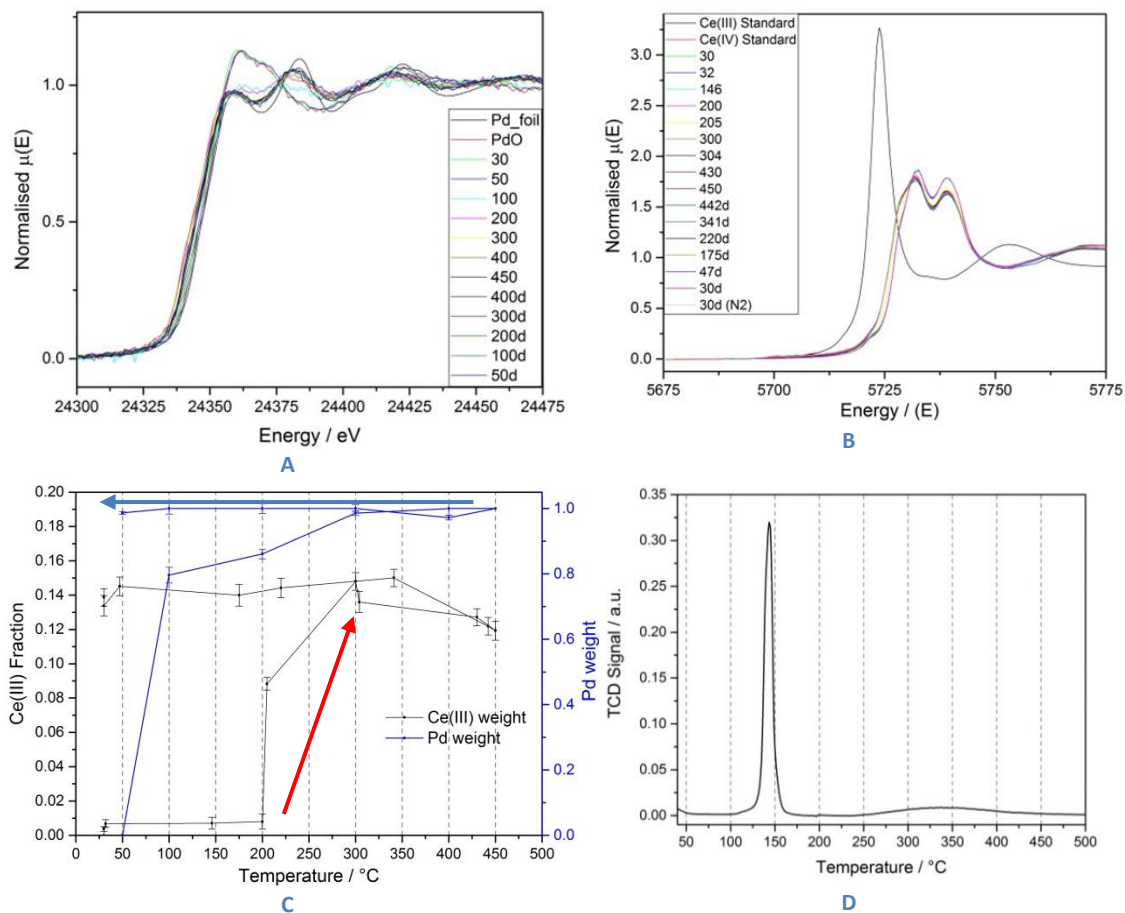 Normalised μ(E)
1.0
0.5
0.0
Pd_foil
PdO
30
50
100
200
300
400
450
400d
300d
200d
100d
50d
24300 24325 24350 24375 24400 24425 24450 24475
Energy / eV
A
Normalised μ(E)
3.0
2.5
2.0
1.5
1.0
0.5
0.0
Ce(III) Standard
Ce(IV) Standard
30
32
146
200
205
300
304
430
450
442d
341d
220d
175d
47d
30d
30d (N2)
5675 5700 5725 5750 5775
Energy / (E)
B
Ce(III) Fraction
0.20
0.18
0.16
0.14
0.12
0.10
0.08
0.06
0.04
0.02
0.00
Ce(III) weight
Pd weight
1.0
0.8
0.6
0.4
0.2
0.0
Pd weight
0 50 100 150 200 250 300 350 400 450 500
Temperature / °C
C
TCD Signal / a.u.
0.35
0.30
0.25
0.20
0.15
0.10
0.05
0.00
50 100 150 200 250 300 350 400 450 500
Temperature / °C
D